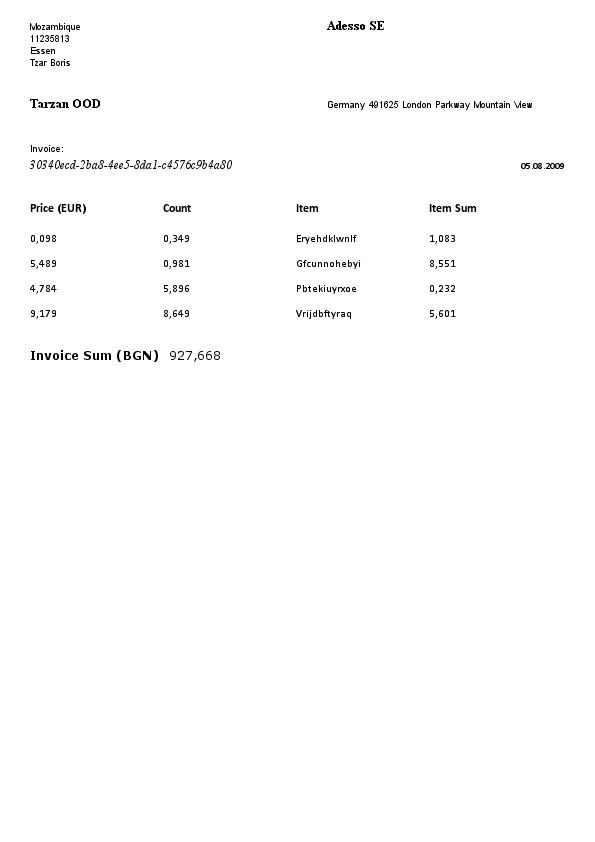 Mozambique
11235813
Essen
Tzar Boris
Adesso SE
Tarzan OOD
Germany 491625 London Parkway Mountain View
Invoice:
30340ecd-2ba8-4ee5-8da1-c4576c9b4a80
05.08.2009
Price (EUR) Count Item Item Sum
0,098 0,349 Eryehdklwnlf 1,083
5,489 0,981 Gfcunnohebyi 8,551
4,784 5,896 Pbtekiuyrxoe 0,232
9,179 8,649 Vrijdbftyraq 5,601
Invoice Sum (BGN) 927,668